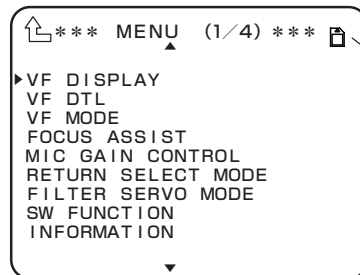 *** MENU (1/4) ***
VF DISPLAY
VF DTL
VF MODE
FOCUS ASSIST
MIC GAIN CONTROL
RETURN SELECT MODE
FILTER SERVO MODE
SW FUNCTION
INFORMATION